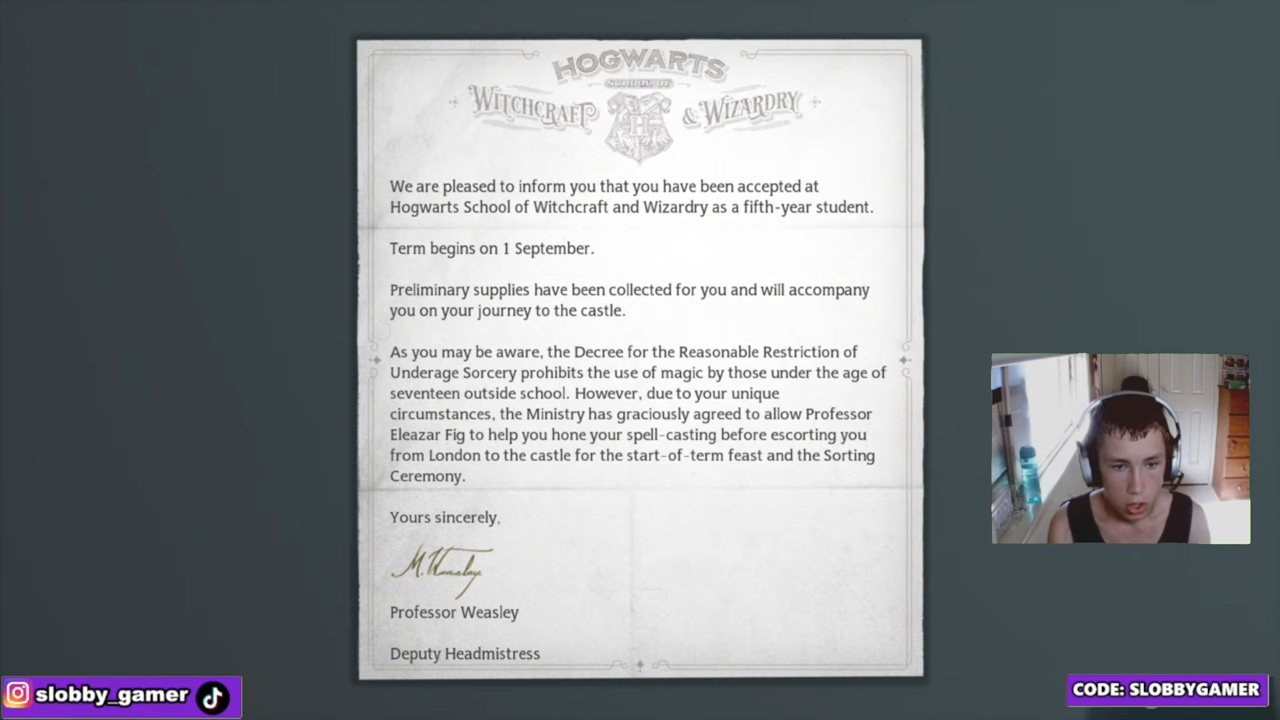 HOGWARTS
SCHOOL OF
WITCHCRAFT & WIZARDRY
H
We are pleased to inform you that you have been accepted at
Hogwarts School of Witchcraft and Wizardry as a fifth-year student.
Term begins on 1 September.
Preliminary supplies have been collected for you and will accompany
you on your journey to the castle.
As you may be aware, the Decree for the Reasonable Restriction of
Underage Sorcery prohibits the use of magic by those under the age of
seventeen outside school. However, due to your unique
circumstances, the Ministry has graciously agreed to allow Professor
Eleazar Fig to help you hone your spell-casting before escorting you
from London to the castle for the start-of-term feast and the Sorting
Ceremony.
Yours sincerely,
M. Weasley
Professor Weasley
Deputy Headmistress
slobby_gamer
CODE: SLOBBYGAMER